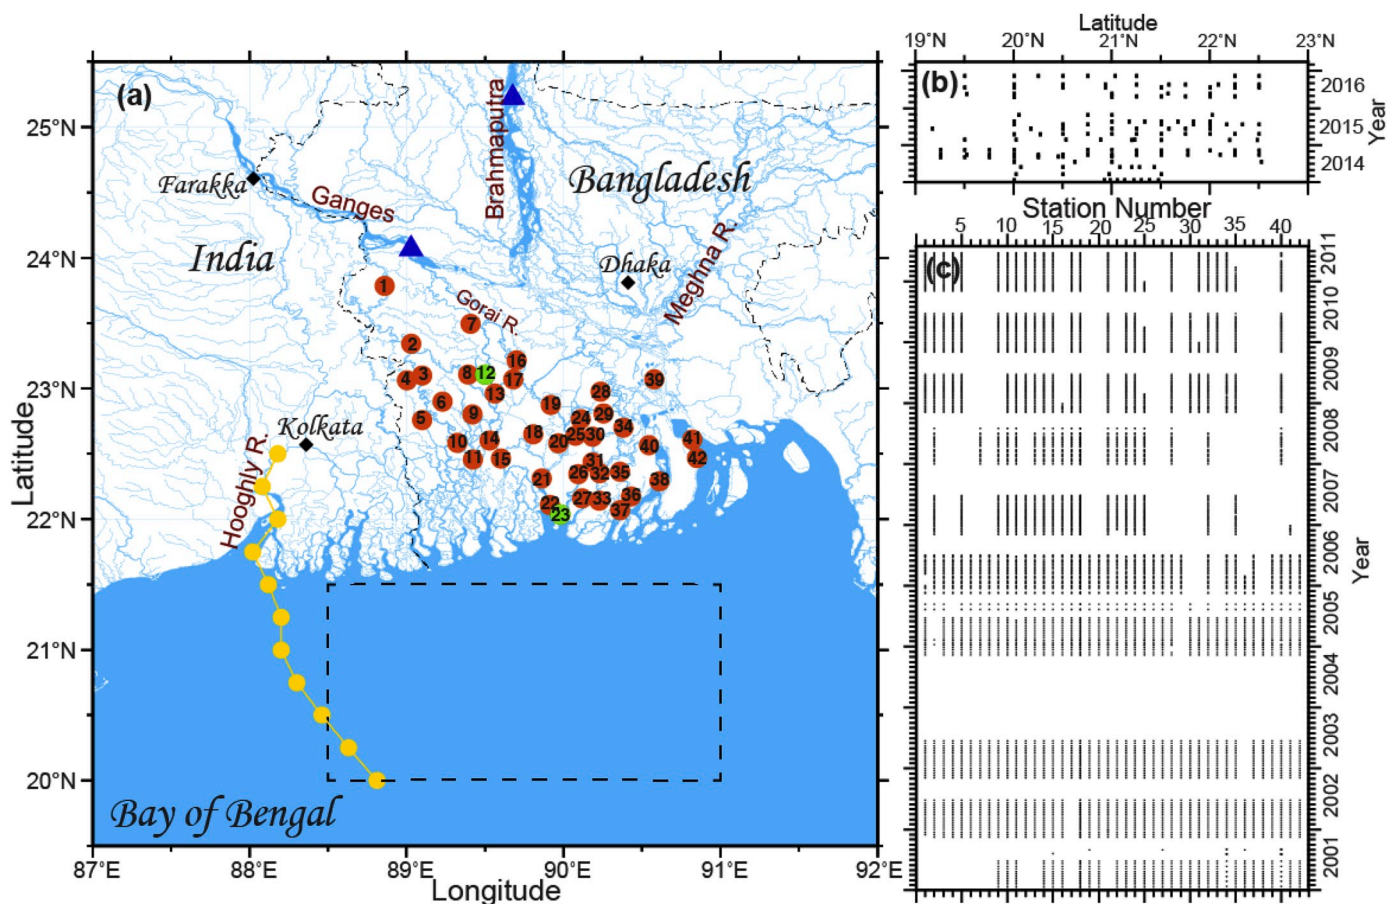 (a)
25°N
24°N
23°N
22°N
21°N
20°N
Latitude
87°E
88°E
89°E
90°E
91°E
92°E
Longitude
Farakka
Ganges
Brahmaputra
Bangladesh
India
Dhaka
Meghna R.
Gorai R.
Kolkata
Hooghly R.
Bay of Bengal
1
7
2
16
8
12
4
3
17
39
13
28
6
19
9
29
5
24
34
18
25
30
14
41
10
20
40
11
15
42
31
35
26
32
21
38
36
22
27
33
37
23
Latitude
19°N
20°N
21°N
22°N
23°N
(b)
2016
2015
2014
Year
Station Number
5
10
15
20
25
30
35
40
(c)
2011
2010
2009
2008
2007
2006
2005
2004
2003
2002
2001
Year